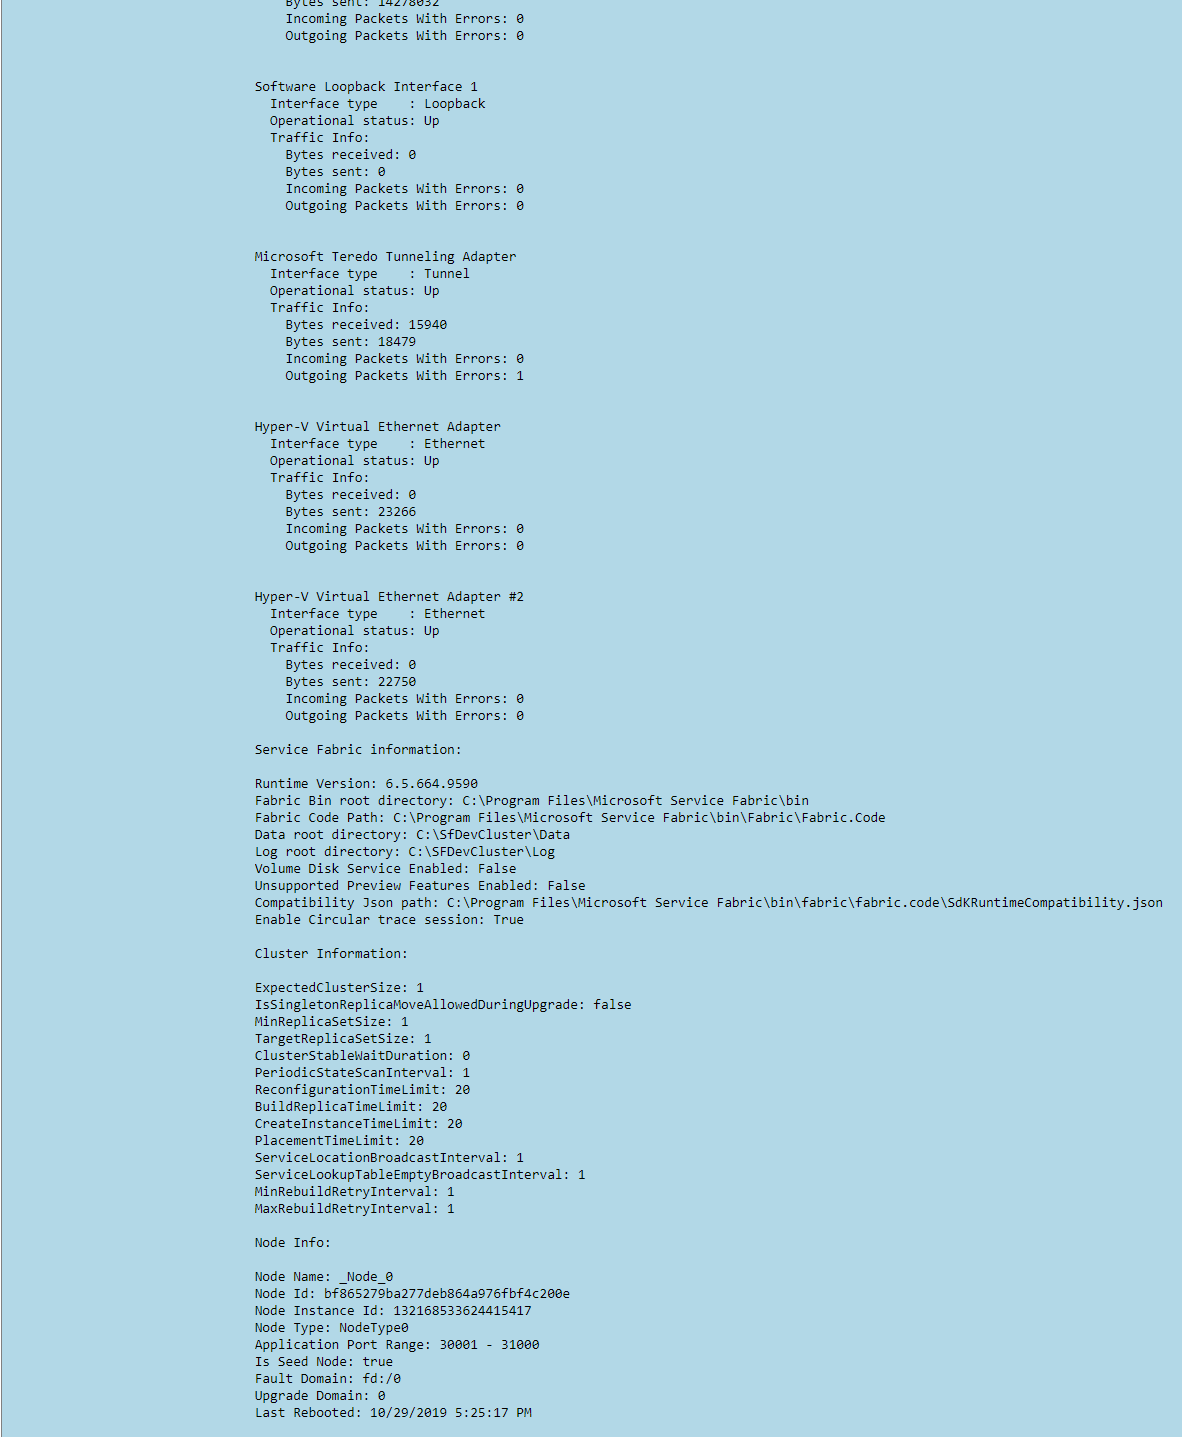 Bytes sent: 14278032
Incoming Packets With Errors: 0
Outgoing Packets With Errors: 0
Software Loopback Interface 1
Interface type    : Loopback
Operational status: Up
Traffic Info:
Bytes received: 0
Bytes sent: 0
Incoming Packets With Errors: 0
Outgoing Packets With Errors: 0
Microsoft Teredo Tunneling Adapter
Interface type    : Tunnel
Operational status: Up
Traffic Info:
Bytes received: 15940
Bytes sent: 18479
Incoming Packets With Errors: 0
Outgoing Packets With Errors: 1
Hyper-V Virtual Ethernet Adapter
Interface type    : Ethernet
Operational status: Up
Traffic Info:
Bytes received: 0
Bytes sent: 23266
Incoming Packets With Errors: 0
Outgoing Packets With Errors: 0
Hyper-V Virtual Ethernet Adapter #2
Interface type    : Ethernet
Operational status: Up
Traffic Info:
Bytes received: 0
Bytes sent: 22750
Incoming Packets With Errors: 0
Outgoing Packets With Errors: 0
Service Fabric information:
Runtime Version: 6.5.664.9590
Fabric Bin root directory: C:\Program Files\Microsoft Service Fabric\bin
Fabric Code Path: C:\Program Files\Microsoft Service Fabric\bin\Fabric\Fabric.Code
Data root directory: C:\SfDevCluster\Data
Log root directory: C:\SFDevCluster\Log
Volume Disk Service Enabled: False
Unsupported Preview Features Enabled: False
Compatibility Json path: C:\Program Files\Microsoft Service Fabric\bin\fabric\fabric.code\SdKRuntimeCompatibility.json
Enable Circular trace session: True
Cluster Information:
ExpectedClusterSize: 1
IsSingletonReplicaMoveAllowedDuringUpgrade: false
MinReplicaSetSize: 1
TargetReplicaSetSize: 1
ClusterStableWaitDuration: 0
PeriodicStateScanInterval: 1
ReconfigurationTimeLimit: 20
BuildReplicaTimeLimit: 20
CreateInstanceTimeLimit: 20
PlacementTimeLimit: 20
ServiceLocationBroadcastInterval: 1
ServiceLookupTableEmptyBroadcastInterval: 1
MinRebuildRetryInterval: 1
MaxRebuildRetryInterval: 1
Node Info:
Node Name: _Node_0
Node Id: bf865279ba277deb864a976fbf4c200e
Node Instance Id: 132168533624415417
Node Type: NodeType0
Application Port Range: 30001 - 31000
Is Seed Node: true
Fault Domain: fd:/0
Upgrade Domain: 0
Last Rebooted: 10/29/2019 5:25:17 PM